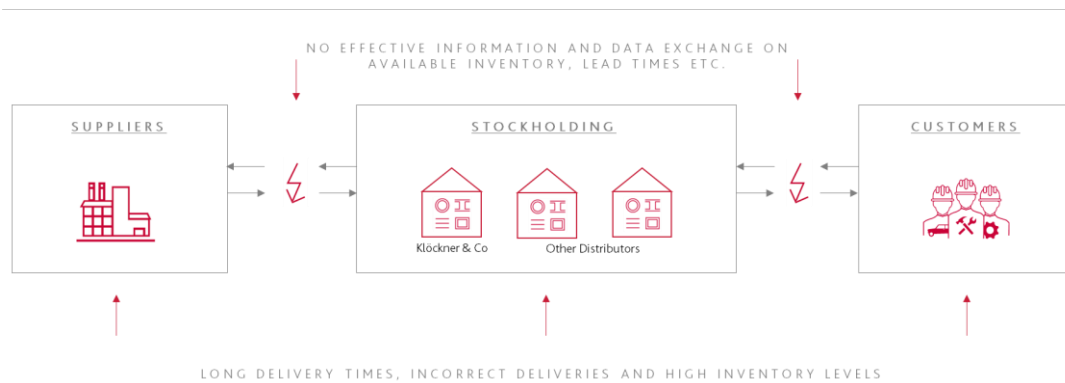 NO EFFECTIVE INFORMATION AND DATA EXCHANGE ON
AVAILABLE INVENTORY, LEAD TIMES ETC.
SUPPLIERS
STOCKHOLDING
CUSTOMERS
Klöckner & Co
Other Distributors
LONG DELIVERY TIMES, INCORRECT DELIVERIES AND HIGH INVENTORY LEVELS